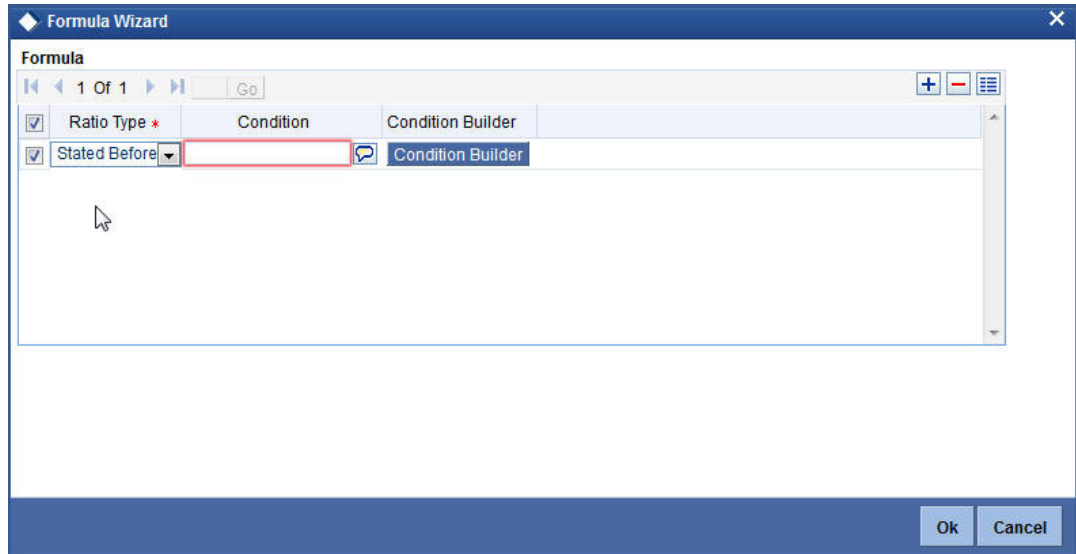 Formula Wizard
Formula
1 Of 1 Go
Ratio Type * Condition Condition Builder
Stated Before Condition Builder
Ok Cancel